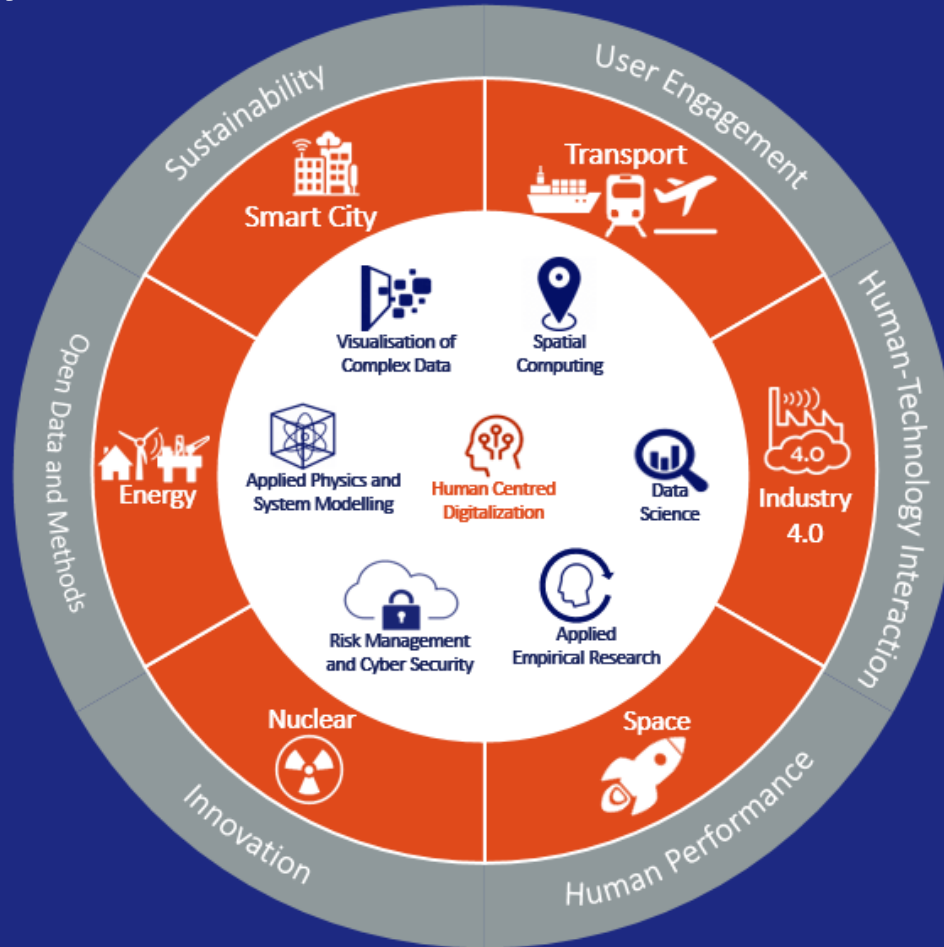 Sustainability
User Engagement
Human-Technology Interaction
Human Performance
Innovation
Open Data and Methods
Smart City
Transport
4.0
Industry
4.0
Space
Nuclear
Energy
Visualisation of
Complex Data
Spatial
Computing
Applied Physics and
System Modelling
Human Centred
Digitalization
Data
Science
Risk Management
and Cyber Security
Applied
Empirical Research